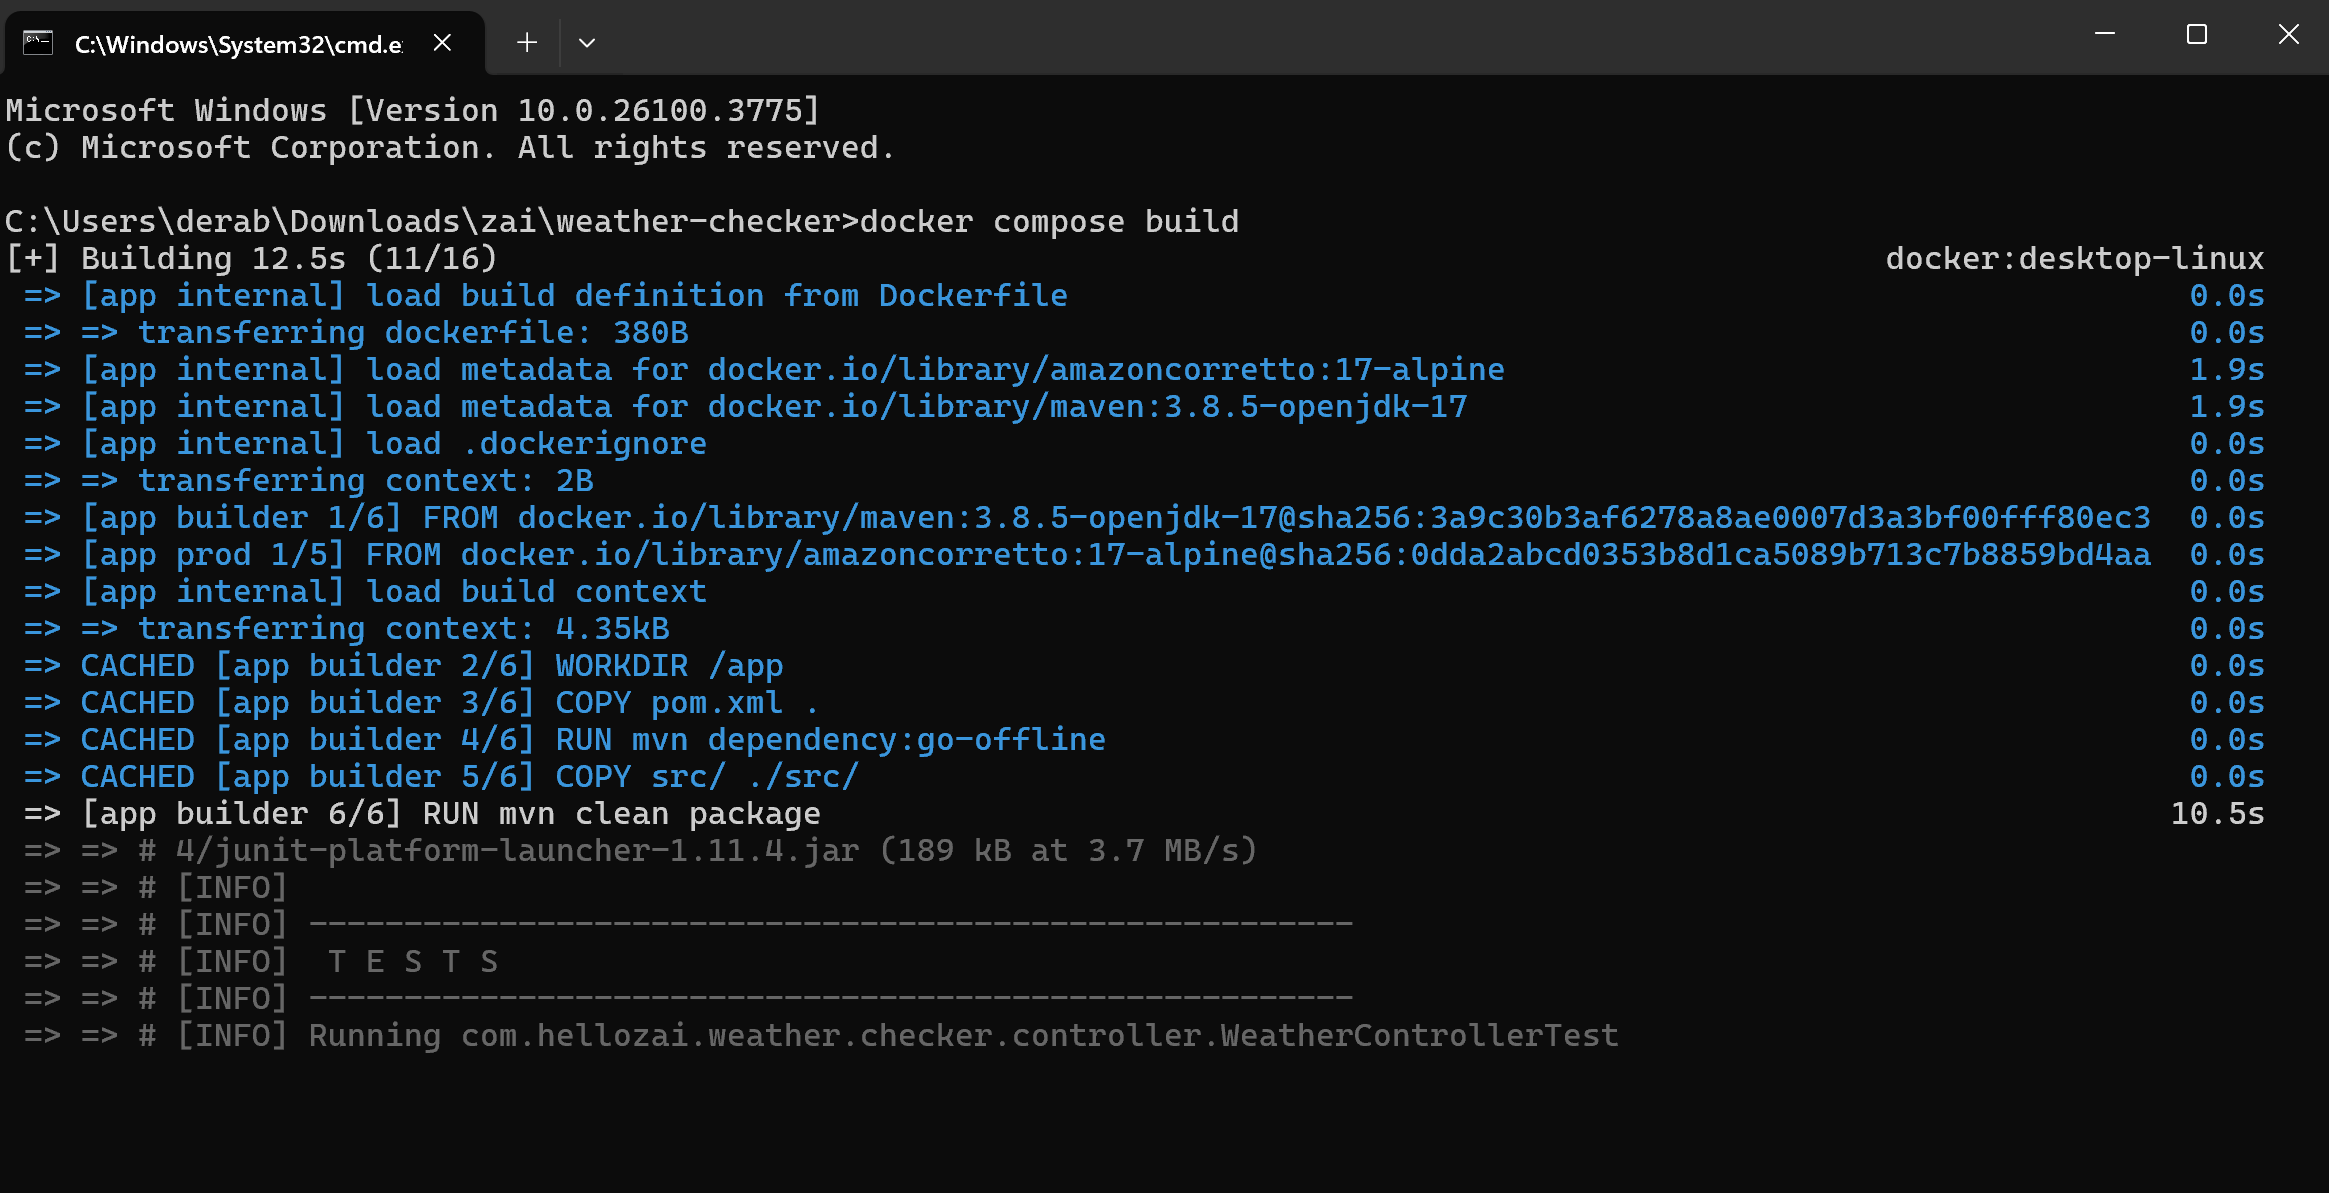 C:\Windows\System32\cmd.e
Microsoft Windows [Version 10.0.26100.3775]
(c) Microsoft Corporation. All rights reserved.
C:\Users\derab\Downloads\zai\weather-checker>docker compose build
[+] Building 12.5s (11/16) docker:desktop-linux
=> [app internal] load build definition from Dockerfile 0.0s
=> => transferring dockerfile: 380B 0.0s
=> [app internal] load metadata for docker.io/library/amazoncorretto:17-alpine 1.9s
=> [app internal] load metadata for docker.io/library/maven:3.8.5-openjdk-17 1.9s
=> [app internal] load .dockerignore 0.0s
=> => transferring context: 2B 0.0s
=> [app builder 1/6] FROM docker.io/library/maven:3.8.5-openjdk-17@sha256:3a9c30b3af6278a8ae0007d3a3bf00fff80ec3 0.0s
=> [app prod 1/5] FROM docker.io/library/amazoncorretto:17-alpine@sha256:0dda2abcd0353b8d1ca5089b713c7b8859bd4aa 0.0s
=> [app internal] load build context 0.0s
=> => transferring context: 4.35kB 0.0s
=> CACHED [app builder 2/6] WORKDIR /app 0.0s
=> CACHED [app builder 3/6] COPY pom.xml . 0.0s
=> CACHED [app builder 4/6] RUN mvn dependency:go-offline 0.0s
=> CACHED [app builder 5/6] COPY src/ ./src/ 0.0s
=> [app builder 6/6] RUN mvn clean package 10.5s
=> => # 4/junit-platform-launcher-1.11.4.jar (189 kB at 3.7 MB/s)
=> => # [INFO]
=> => # [INFO] -------------------------------------------------------
=> => # [INFO]  T E S T S
=> => # [INFO] -------------------------------------------------------
=> => # [INFO] Running com.hellozai.weather.checker.controller.WeatherControllerTest